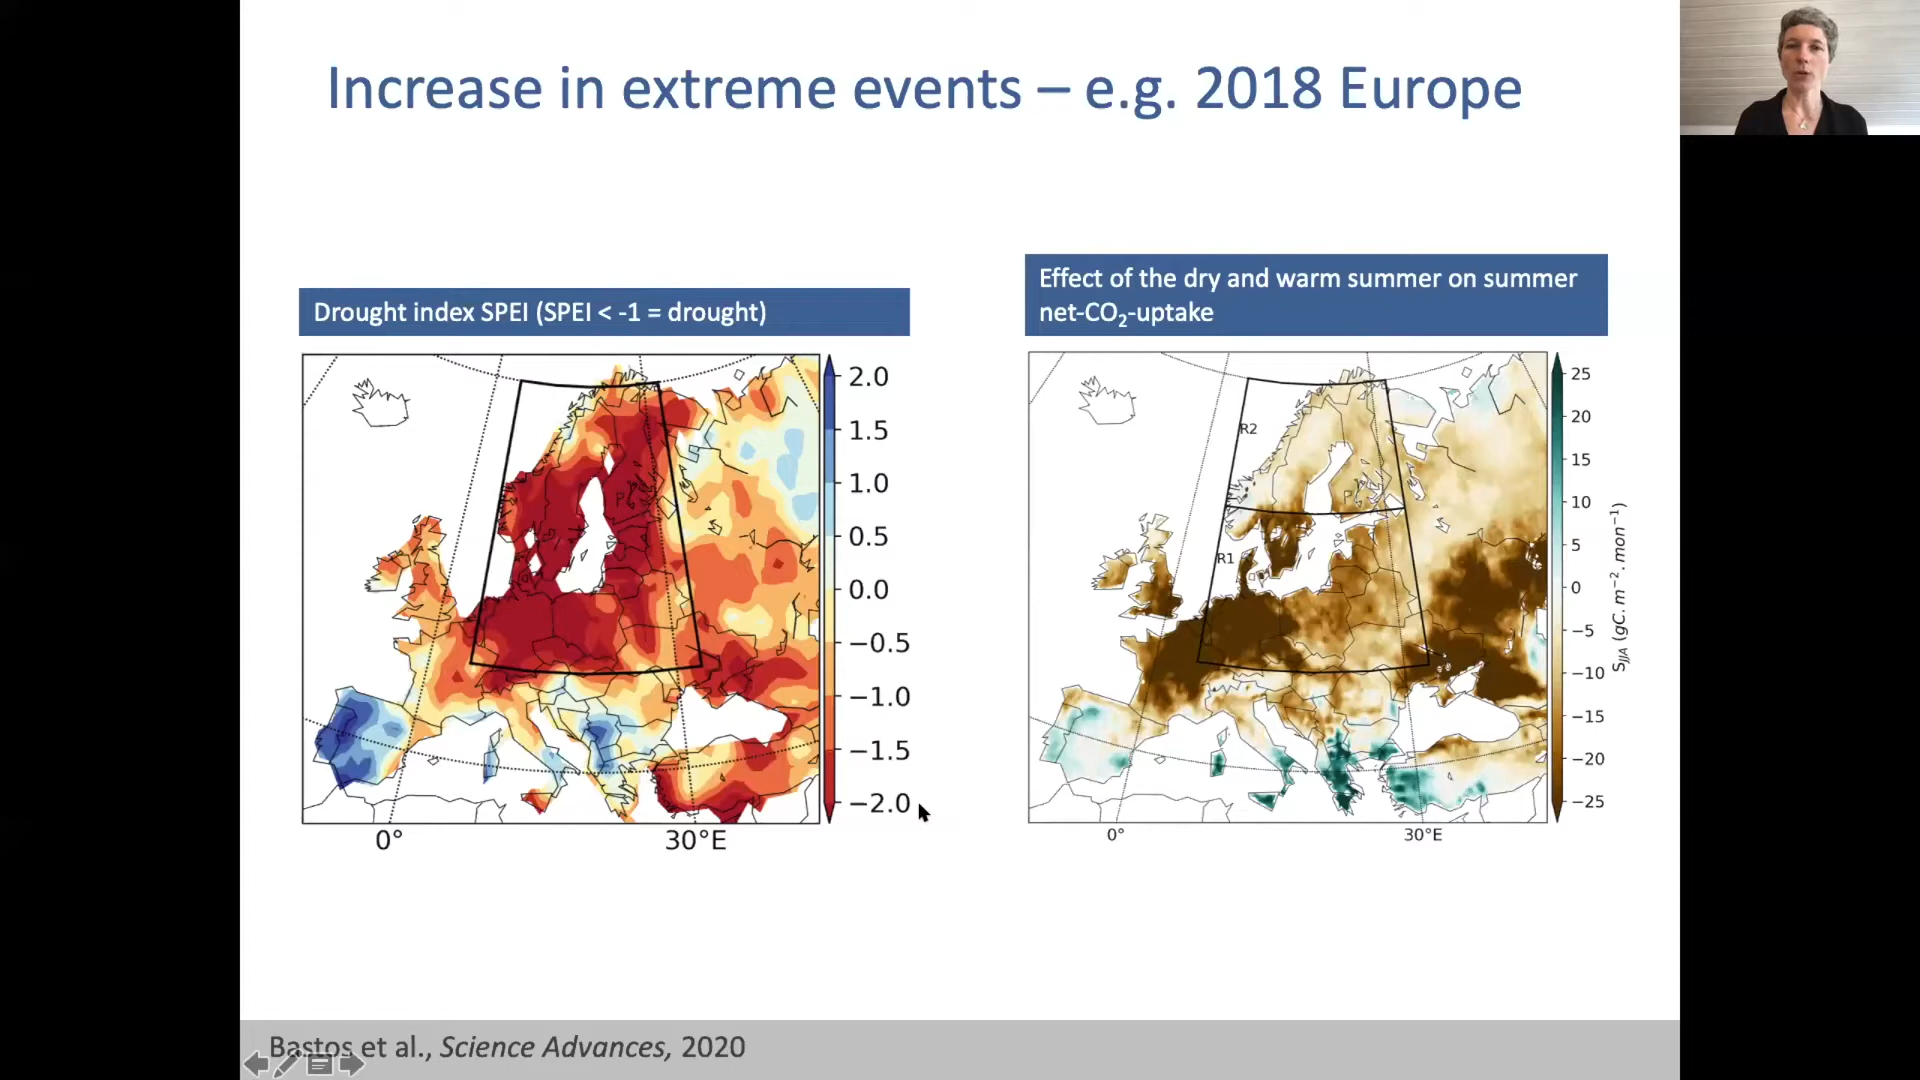 Increase in extreme events – e.g. 2018 Europe
Drought index SPEI (SPEI < -1 = drought)
Effect of the dry and warm summer on summer
net-CO₂-uptake
2.0
1.5
1.0
0.5
0.0
−0.5
−1.0
−1.5
−2.0
0°
30°E
R2
R1
25
20
15
10
5
0
−5
−10
−15
−20
−25
S_JJA (gC. m⁻². mon⁻¹)
0°
30°E
Bastos et al., Science Advances, 2020